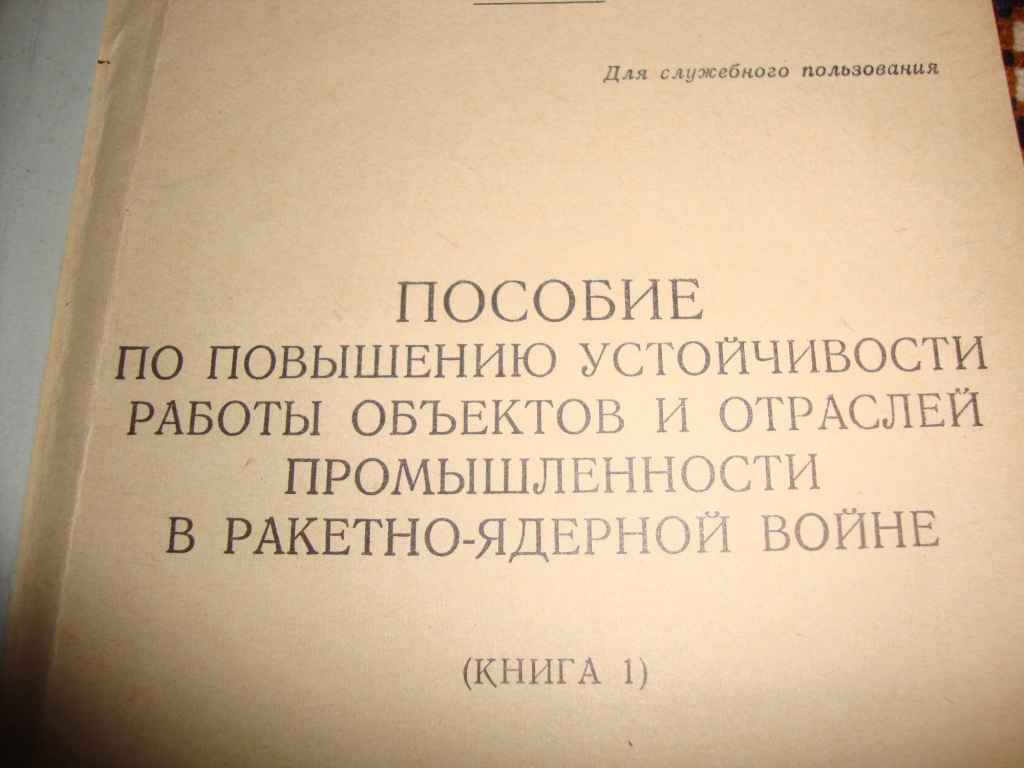 Для служебного пользования
ПОСОБИЕ
ПО ПОВЫШЕНИЮ УСТОЙЧИВОСТИ
РАБОТЫ ОБЪЕКТОВ И ОТРАСЛЕЙ
ПРОМЫШЛЕННОСТИ
В РАКЕТНО-ЯДЕРНОЙ ВОЙНЕ
(КНИГА 1)